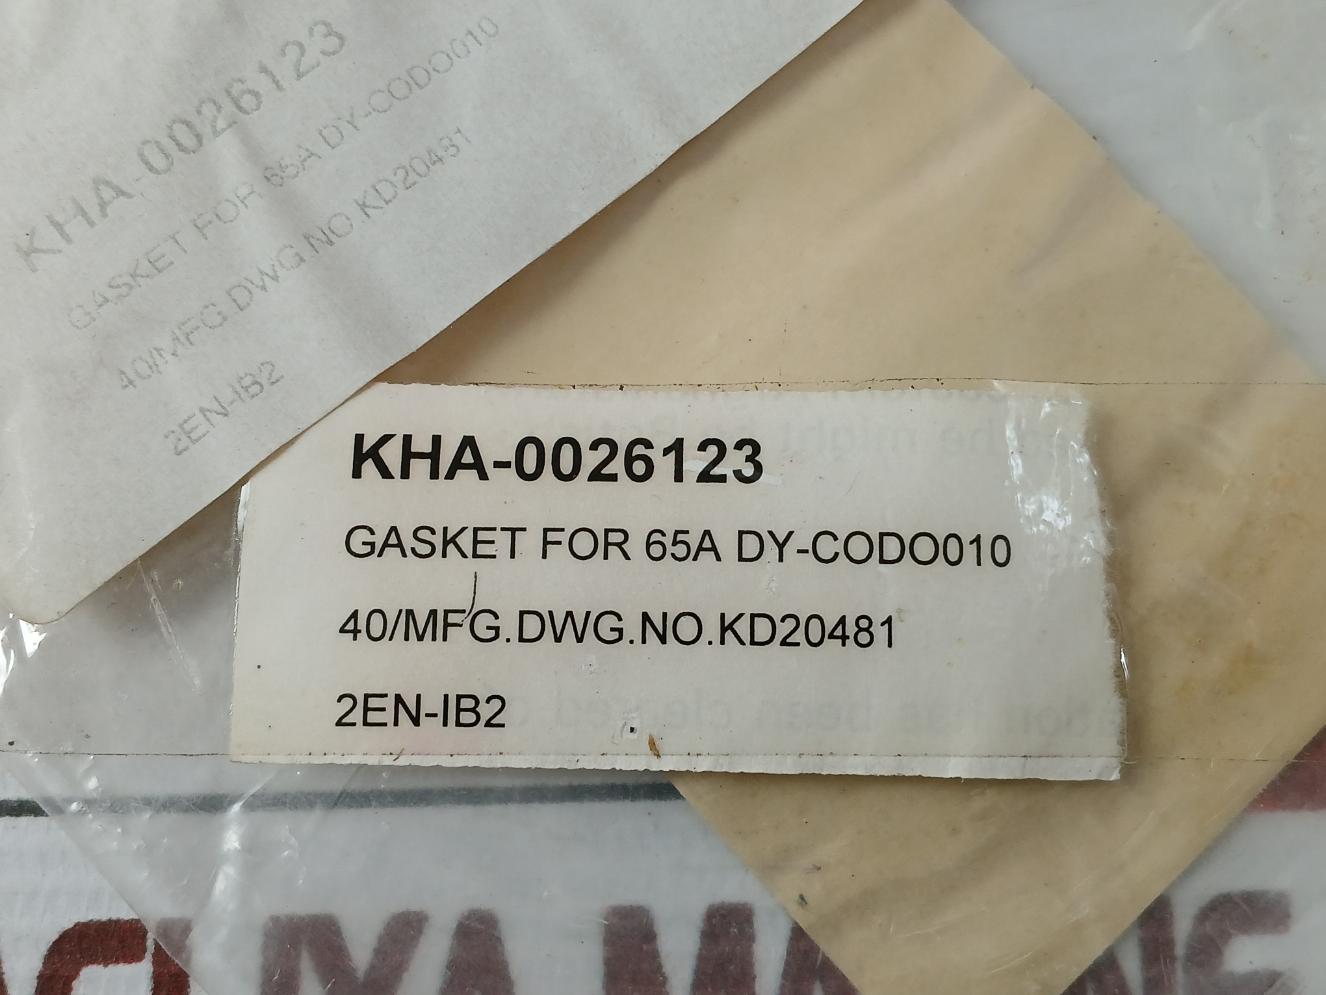 KHA-0026123
GASKET FOR 65A DY-CODO010
40/MFG.DWG.NO.KD20481
2EN-IB2
KHA-0026123
GASKET FOR 65A DY-CODO010
40/MFG.DWG.NO.KD20481
2EN-IB2